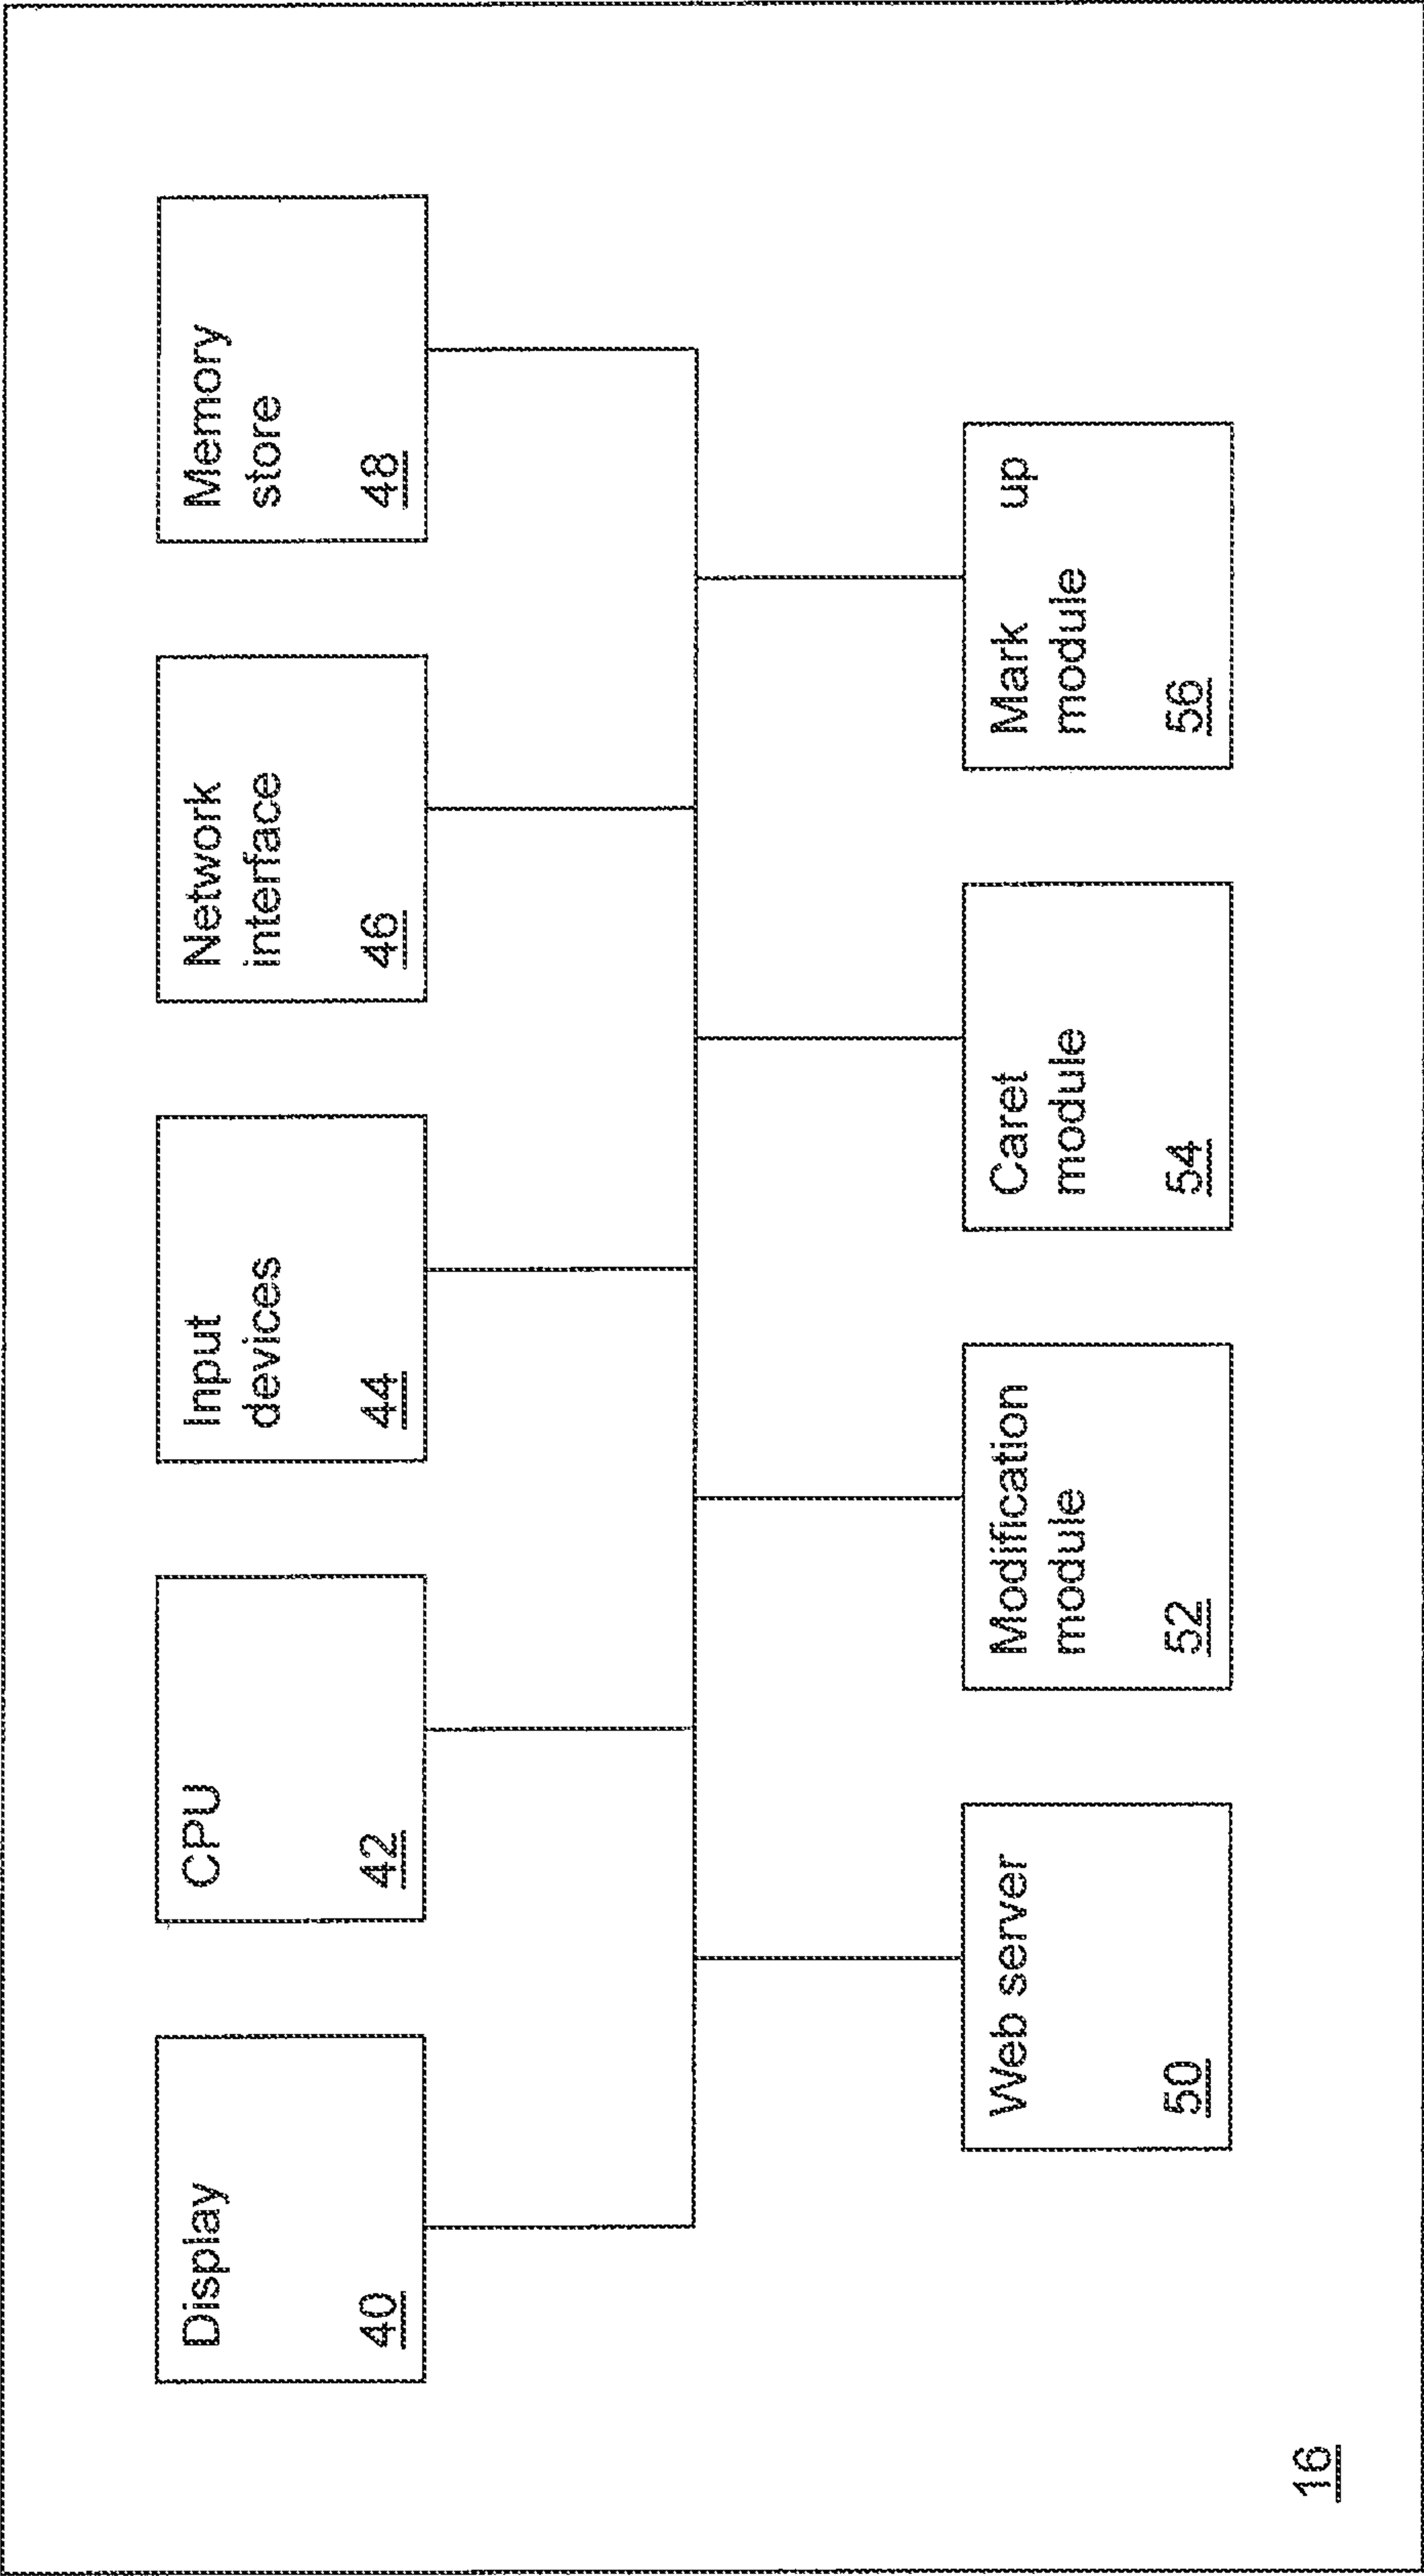 Display
40
CPU
42
Input
devices
44
Network
interface
46
Memory
store
48
Web server
50
Modification
module
52
Caret
module
54
Mark up
module
56
16